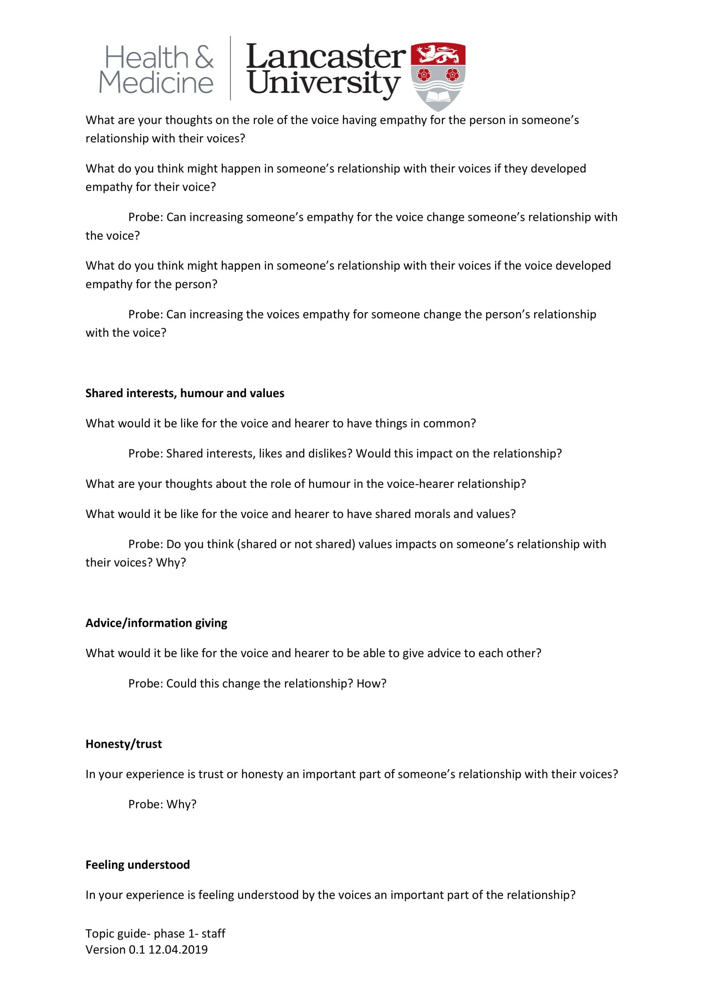 Health &
Medicine
Lancaster
University
What are your thoughts on the role of the voice having empathy for the person in someone’s
relationship with their voices?
What do you think might happen in someone’s relationship with their voices if they developed
empathy for their voice?
Probe: Can increasing someone’s empathy for the voice change someone’s relationship with
the voice?
What do you think might happen in someone’s relationship with their voices if the voice developed
empathy for the person?
Probe: Can increasing the voices empathy for someone change the person’s relationship
with the voice?
Shared interests, humour and values
What would it be like for the voice and hearer to have things in common?
Probe: Shared interests, likes and dislikes? Would this impact on the relationship?
What are your thoughts about the role of humour in the voice-hearer relationship?
What would it be like for the voice and hearer to have shared morals and values?
Probe: Do you think (shared or not shared) values impacts on someone’s relationship with
their voices? Why?
Advice/information giving
What would it be like for the voice and hearer to be able to give advice to each other?
Probe: Could this change the relationship? How?
Honesty/trust
In your experience is trust or honesty an important part of someone’s relationship with their voices?
Probe: Why?
Feeling understood
In your experience is feeling understood by the voices an important part of the relationship?
Topic guide- phase 1- staff
Version 0.1 12.04.2019